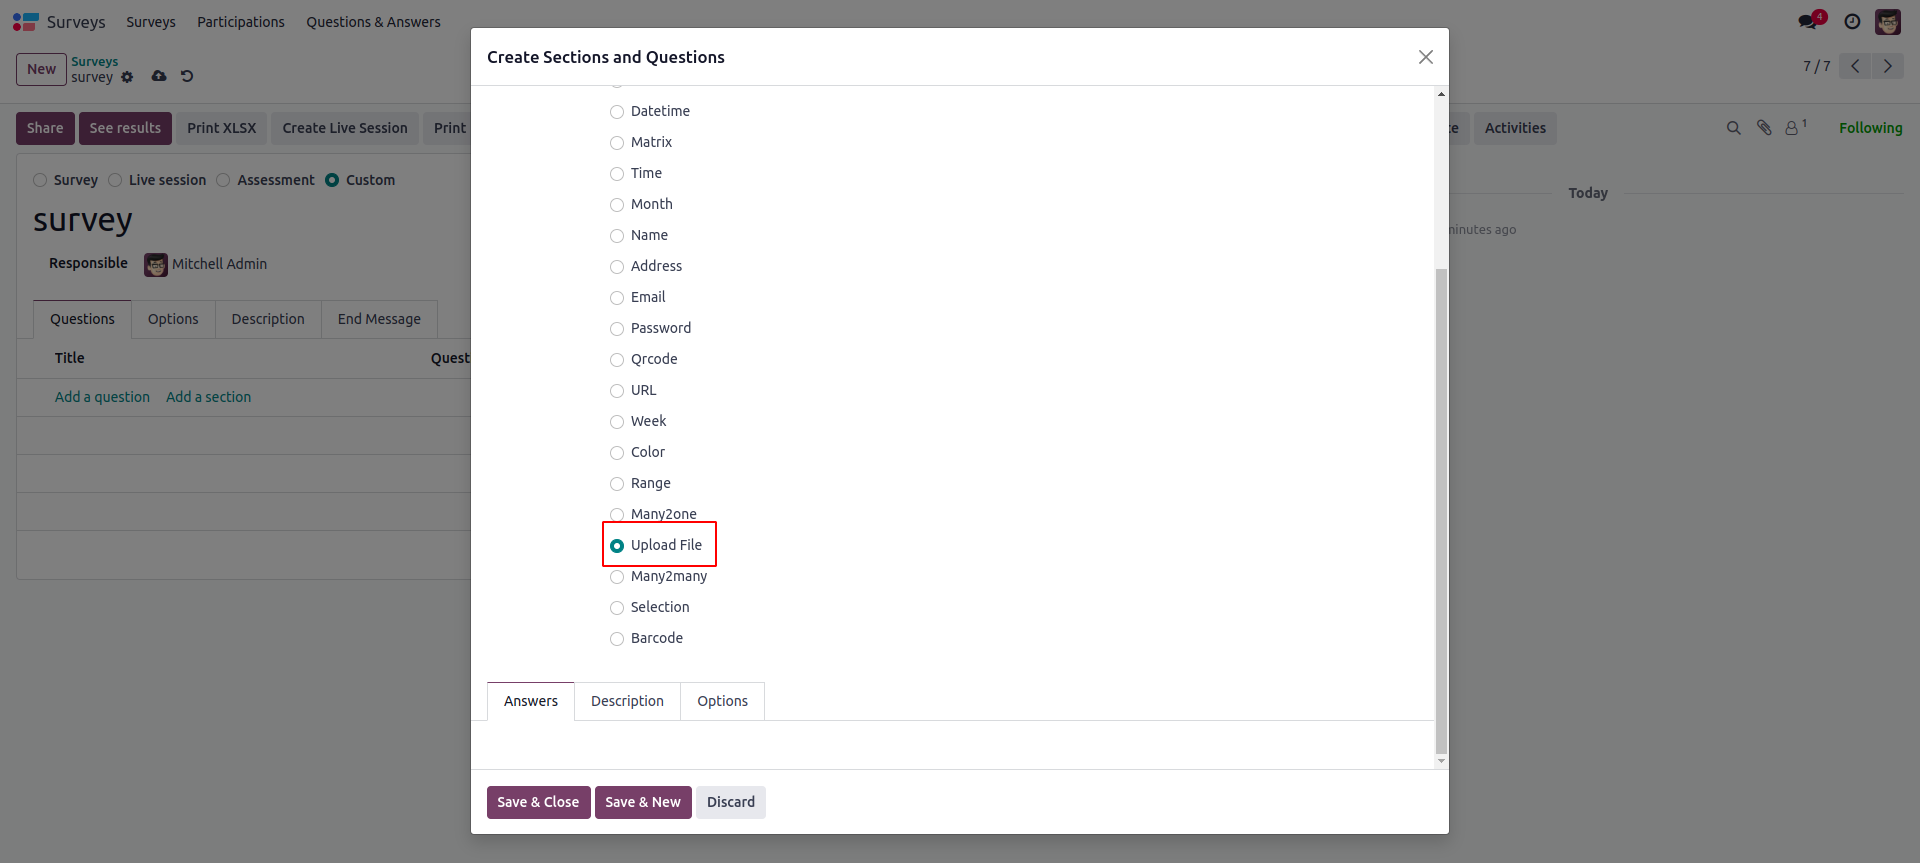 Surveys Surveys Participations Questions & Answers 4
New Surveys
survey
7 / 7
Create Sections and Questions
Share See results Print XLSX Create Live Session Print
Activities 1 Following
Survey Live session Assessment Custom
survey
Responsible Mitchell Admin
Questions Options Description End Message
Title Quest
Add a question Add a section
Today
minutes ago
Datetime
Matrix
Time
Month
Name
Address
Email
Password
Qrcode
URL
Week
Color
Range
Many2one
Upload File
Many2many
Selection
Barcode
Answers Description Options
Save & Close Save & New Discard